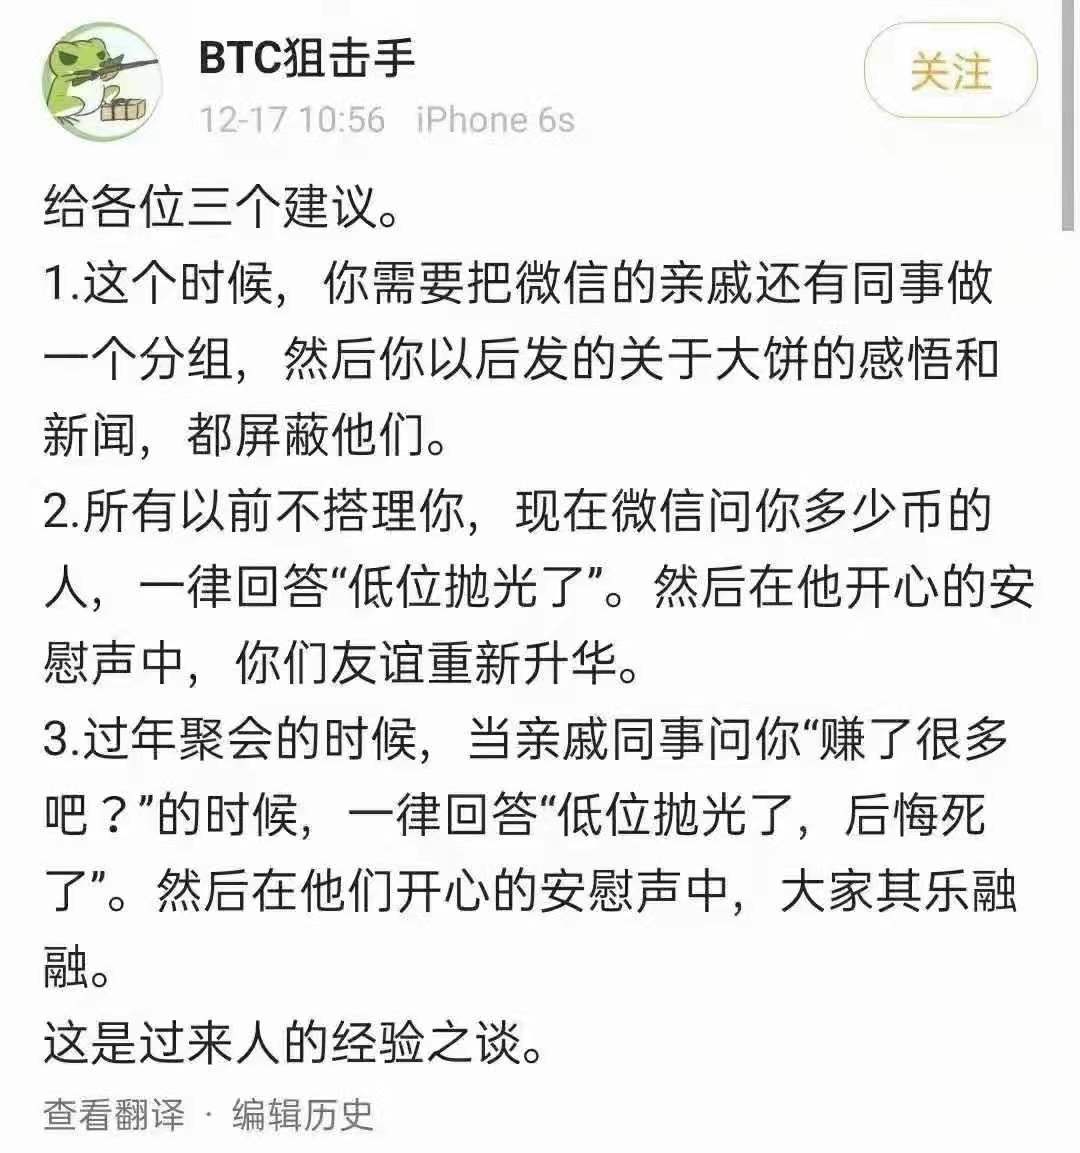 BTC狙击手
关注
12-17 10:56 iPhone 6s
给各位三个建议。
1.这个时候，你需要把微信的亲戚还有同事做
一个分组，然后你以后发的关于大饼的感悟和
新闻，都屏蔽他们。
2.所有以前不搭理你，现在微信问你多少币的
人，一律回答“低位抛光了”。然后在他开心的安
慰声中，你们友谊重新升华。
3.过年聚会的时候，当亲戚同事问你“赚了很多
吧？”的时候，一律回答“低位抛光了，后悔死
了”。然后在他们开心的安慰声中，大家其乐融
融。
这是过来人的经验之谈。
查看翻译 · 编辑历史